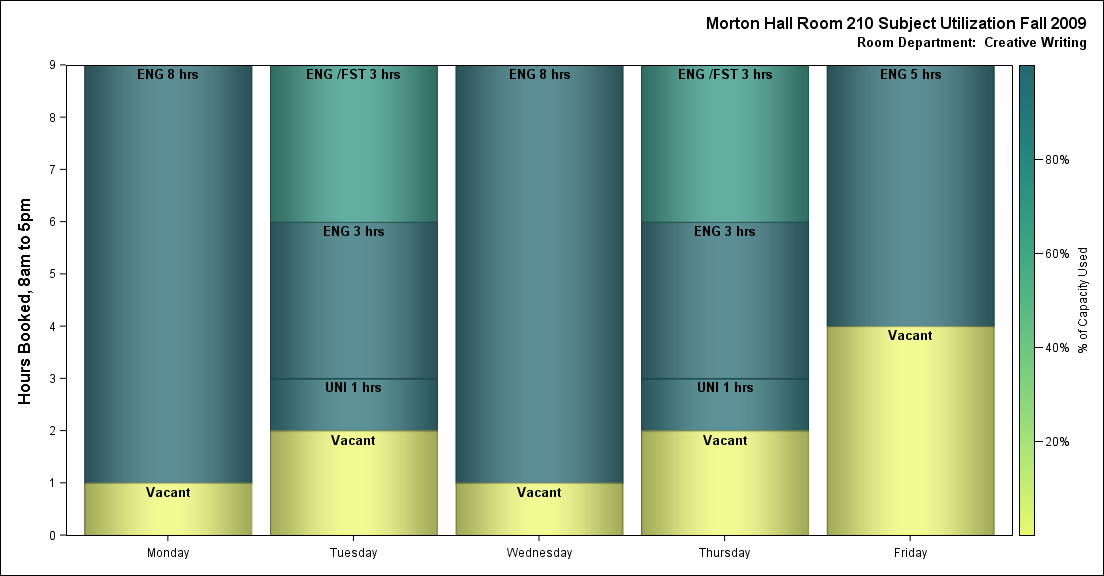 Morton Hall Room 210 Subject Utilization Fall 2009
Room Department:  Creative Writing
Hours Booked, 8am to 5pm
9
8
7
6
5
4
3
2
1
0
ENG 8 hrs
Vacant
ENG /FST 3 hrs
ENG 3 hrs
UNI 1 hrs
Vacant
ENG 8 hrs
Vacant
ENG /FST 3 hrs
ENG 3 hrs
UNI 1 hrs
Vacant
ENG 5 hrs
Vacant
Monday
Tuesday
Wednesday
Thursday
Friday
80%
60%
40%
20%
% of Capacity Used